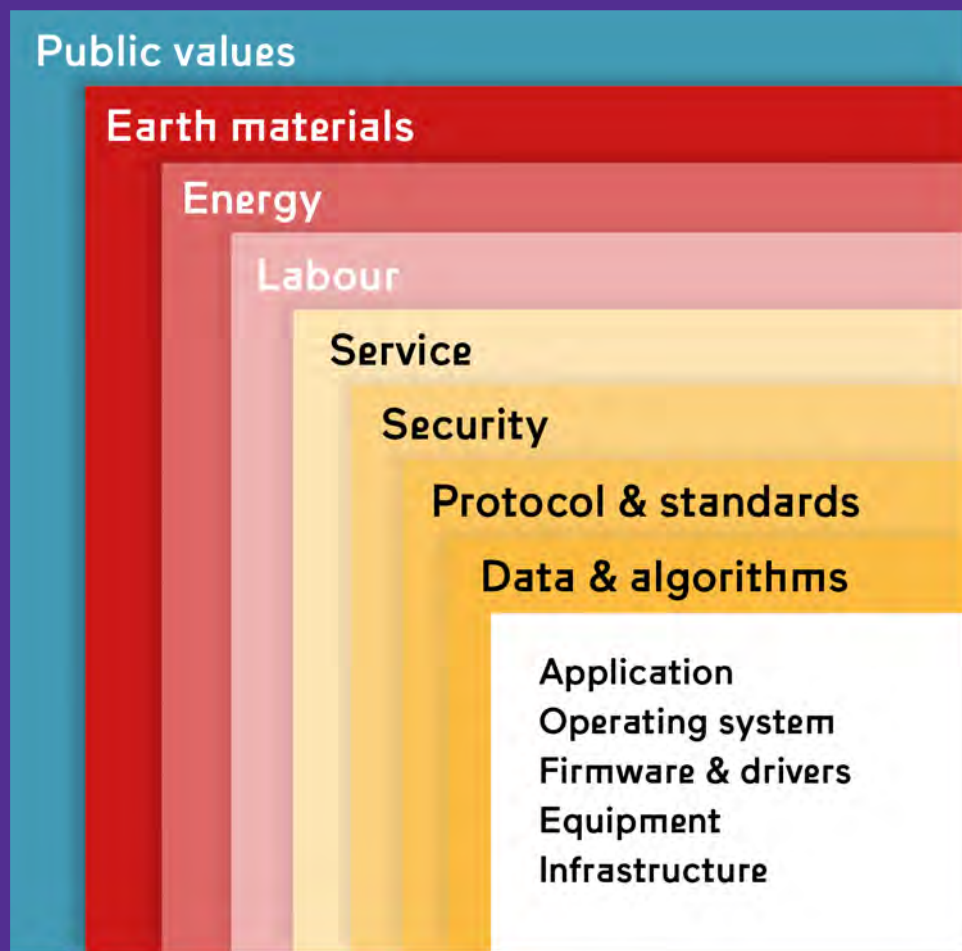 Public values
Earth materials
Energy
Labour
Service
Security
Protocol & standards
Data & algorithms
Application
Operating system
Firmware & drivers
Equipment
Infrastructure